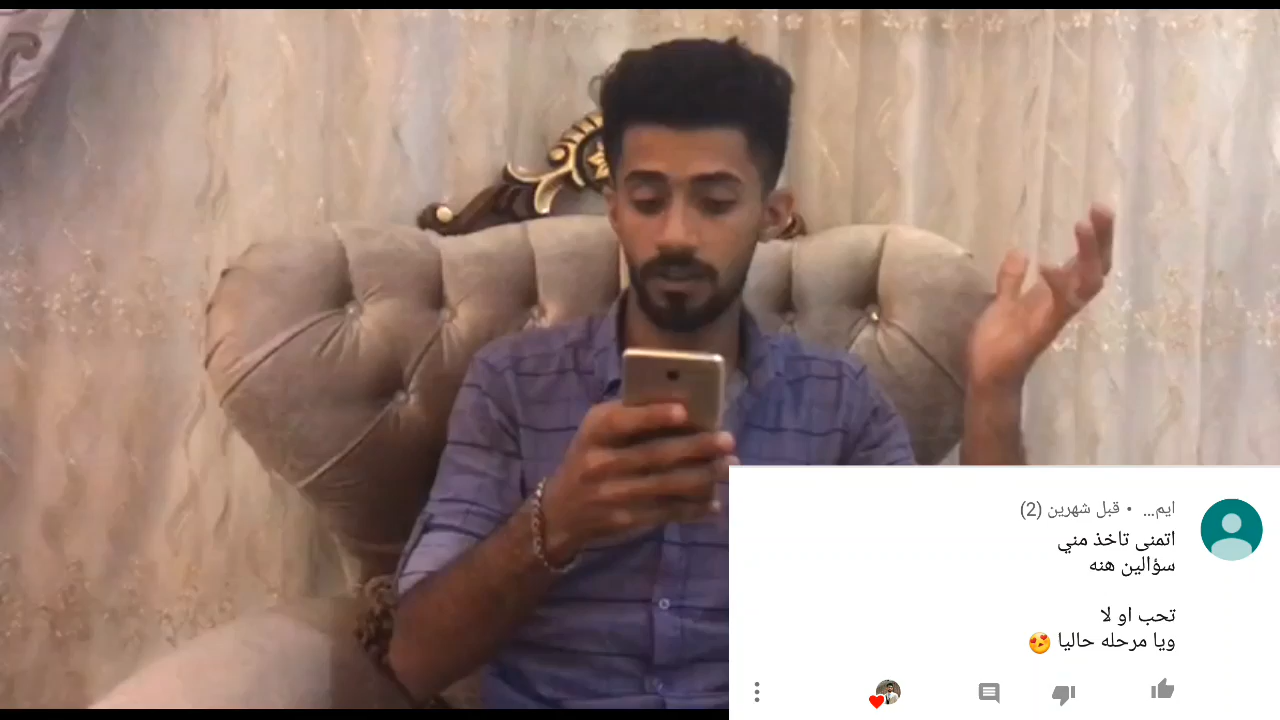 ايم... • قبل شهرين (2)
اتمنى تاخذ مني
سؤالين هنه
تحب او لا
ويا مرحله حاليا 😍